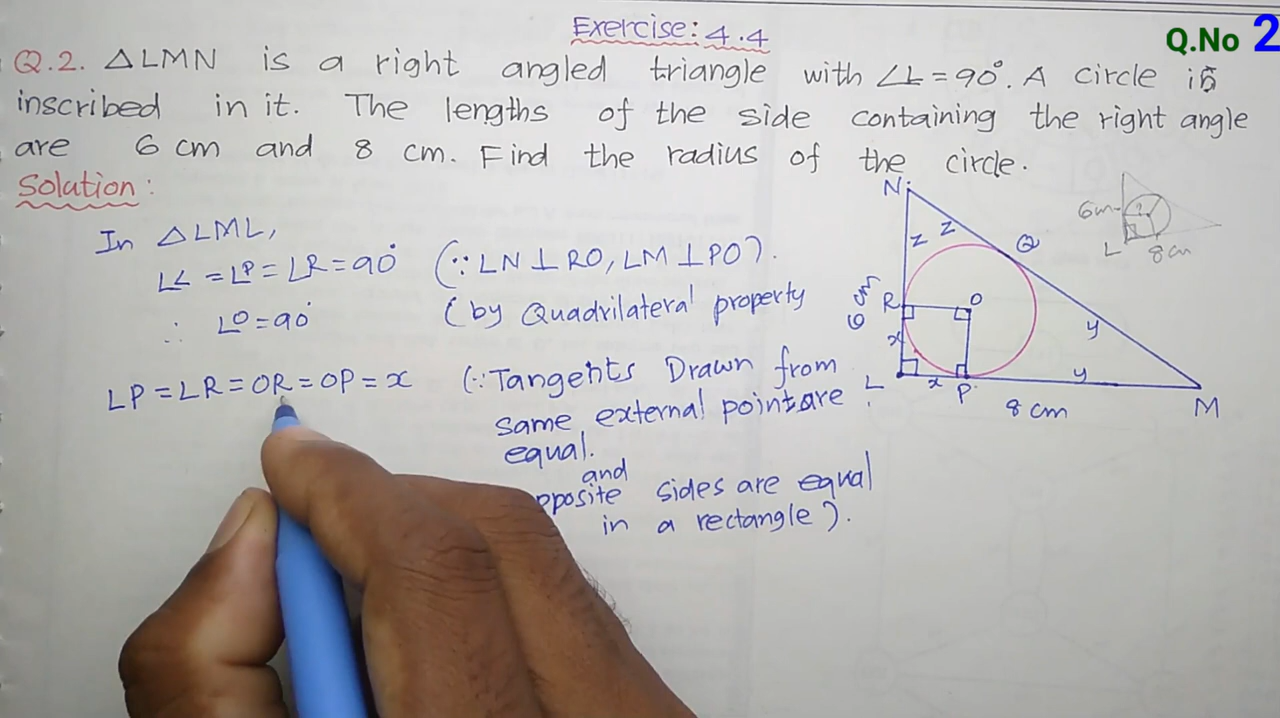 Exercise: 4.4
Q.No 2
Q.2. △LMN is a right angled triangle with ∠L = 90°. A circle is
inscribed in it. The lengths of the side containing the right angle
are 6 cm and 8 cm. Find the radius of the circle.
Solution:
In △LML,
∠L = ∠P = ∠R = 90° (∵ LN ⊥ RO, LM ⊥ PO).
∴ ∠O = 90° (by Quadrilateral property
LP = LR = OR = OP = x (∵ Tangents Drawn from
same external point are
equal.
and
opposite sides are equal
in a rectangle).
N
z z Q
6 cm R O
x y
L x P y M
8 cm
6m
L 8cm